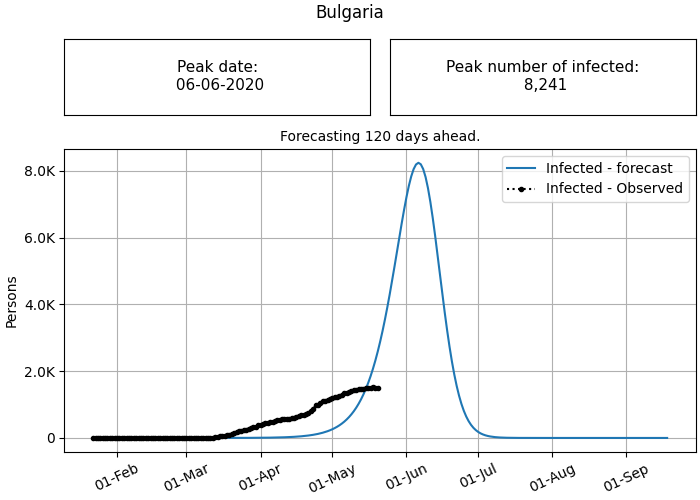 Bulgaria
Peak date:
06-06-2020
Peak number of infected:
8,241
Forecasting 120 days ahead.
Infected - forecast
Infected - Observed
8.0K
6.0K
4.0K
2.0K
0
Persons
01-Feb
01-Mar
01-Apr
01-May
01-Jun
01-Jul
01-Aug
01-Sep